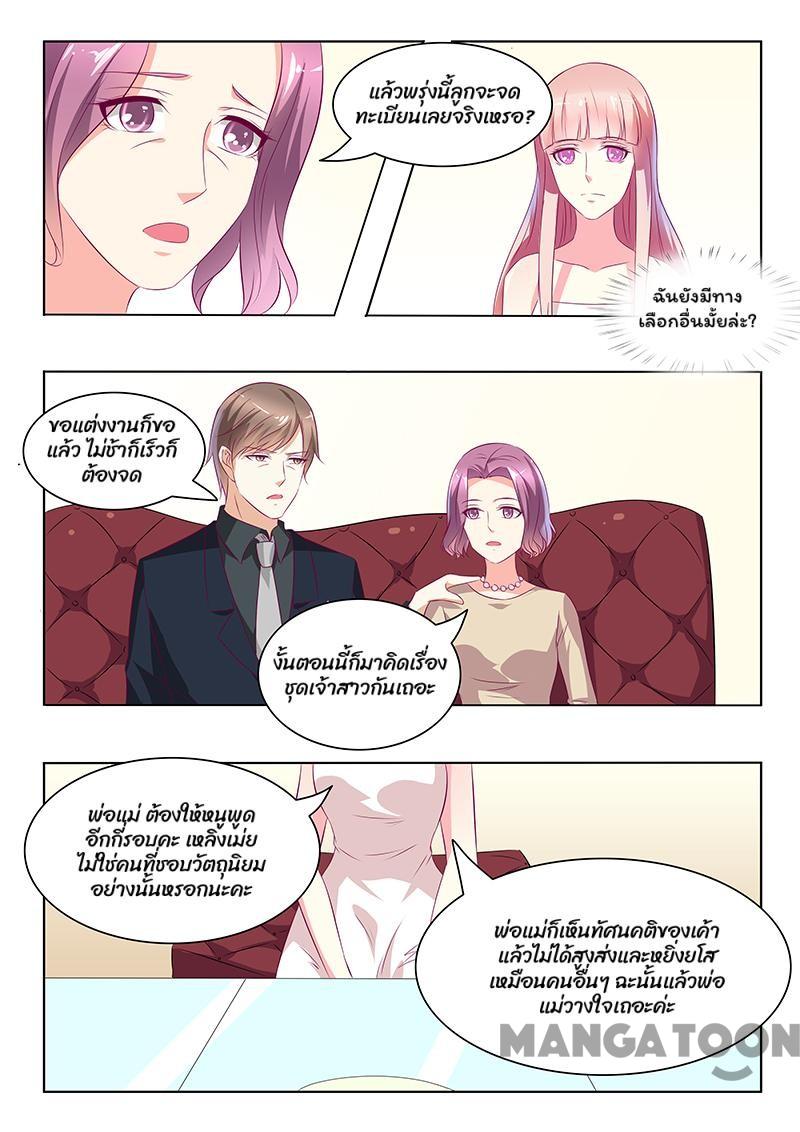 แล้วพรุ่งนี้ลูกจะจด
ทะเบียนเลยจริงเหรอ?
ฉันยังมีทาง
เลือกอื่นมั้ยล่ะ?
ขอแต่งงานก็ขอ
แล้ว ไม่ช้าก็เร็วก็
ต้องจด
งั้นตอนนี้ก็มาคิดเรื่อง
ชุดเจ้าสาวกันเถอะ
พ่อแม่ ต้องให้หนูพูด
อีกกี่รอบคะ เหลิ่งเม่ย
ไม่ใช่คนที่ชอบวัตถุนิยม
อย่างนั้นหรอกนะคะ
พ่อแม่ก็เห็นทัศนคติของเค้า
แล้วไม่ได้สูงส่งและหยิ่งยโส
เหมือนคนอื่นๆ ฉะนั้นแล้วพ่อ
แม่วางใจเถอะค่ะ
MANGATOON